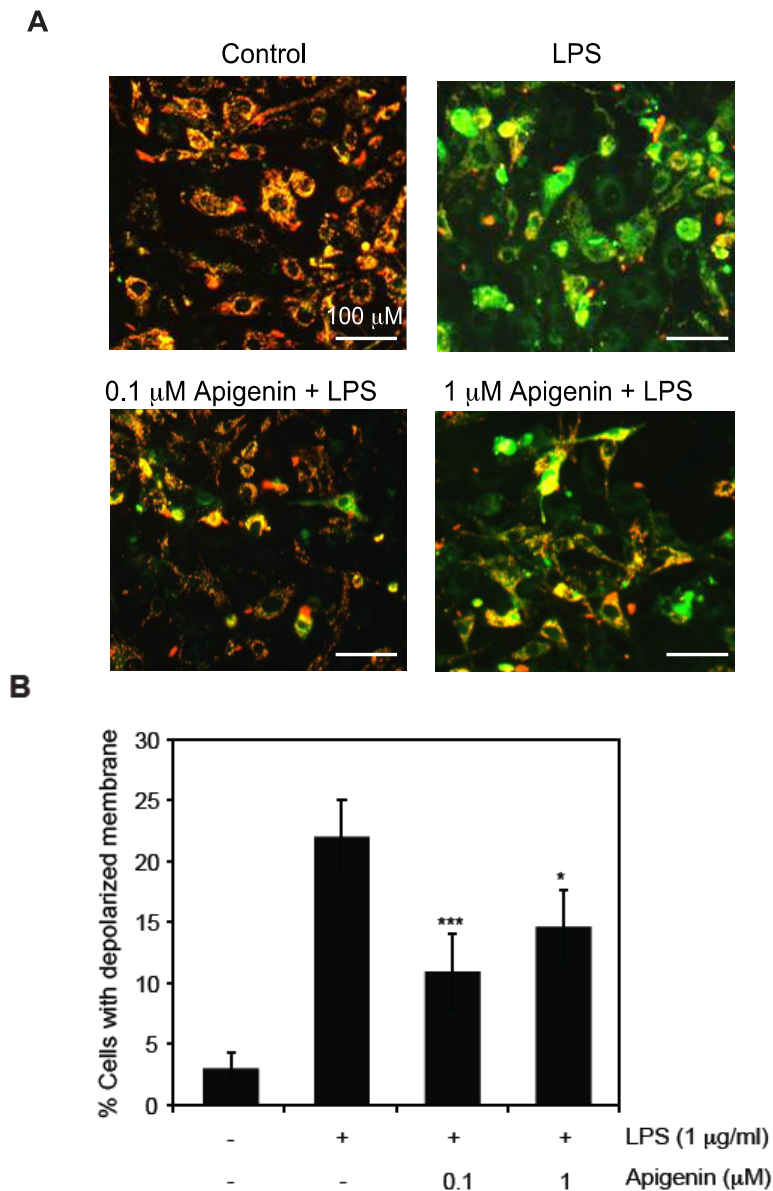 A
Control LPS
100 μM
0.1 μM Apigenin + LPS 1 μM Apigenin + LPS
B
% Cells with depolarized membrane
30
25
20
15
10
5
0
***
*
- + + + LPS (1 μg/ml)
- - 0.1 1 Apigenin (μM)